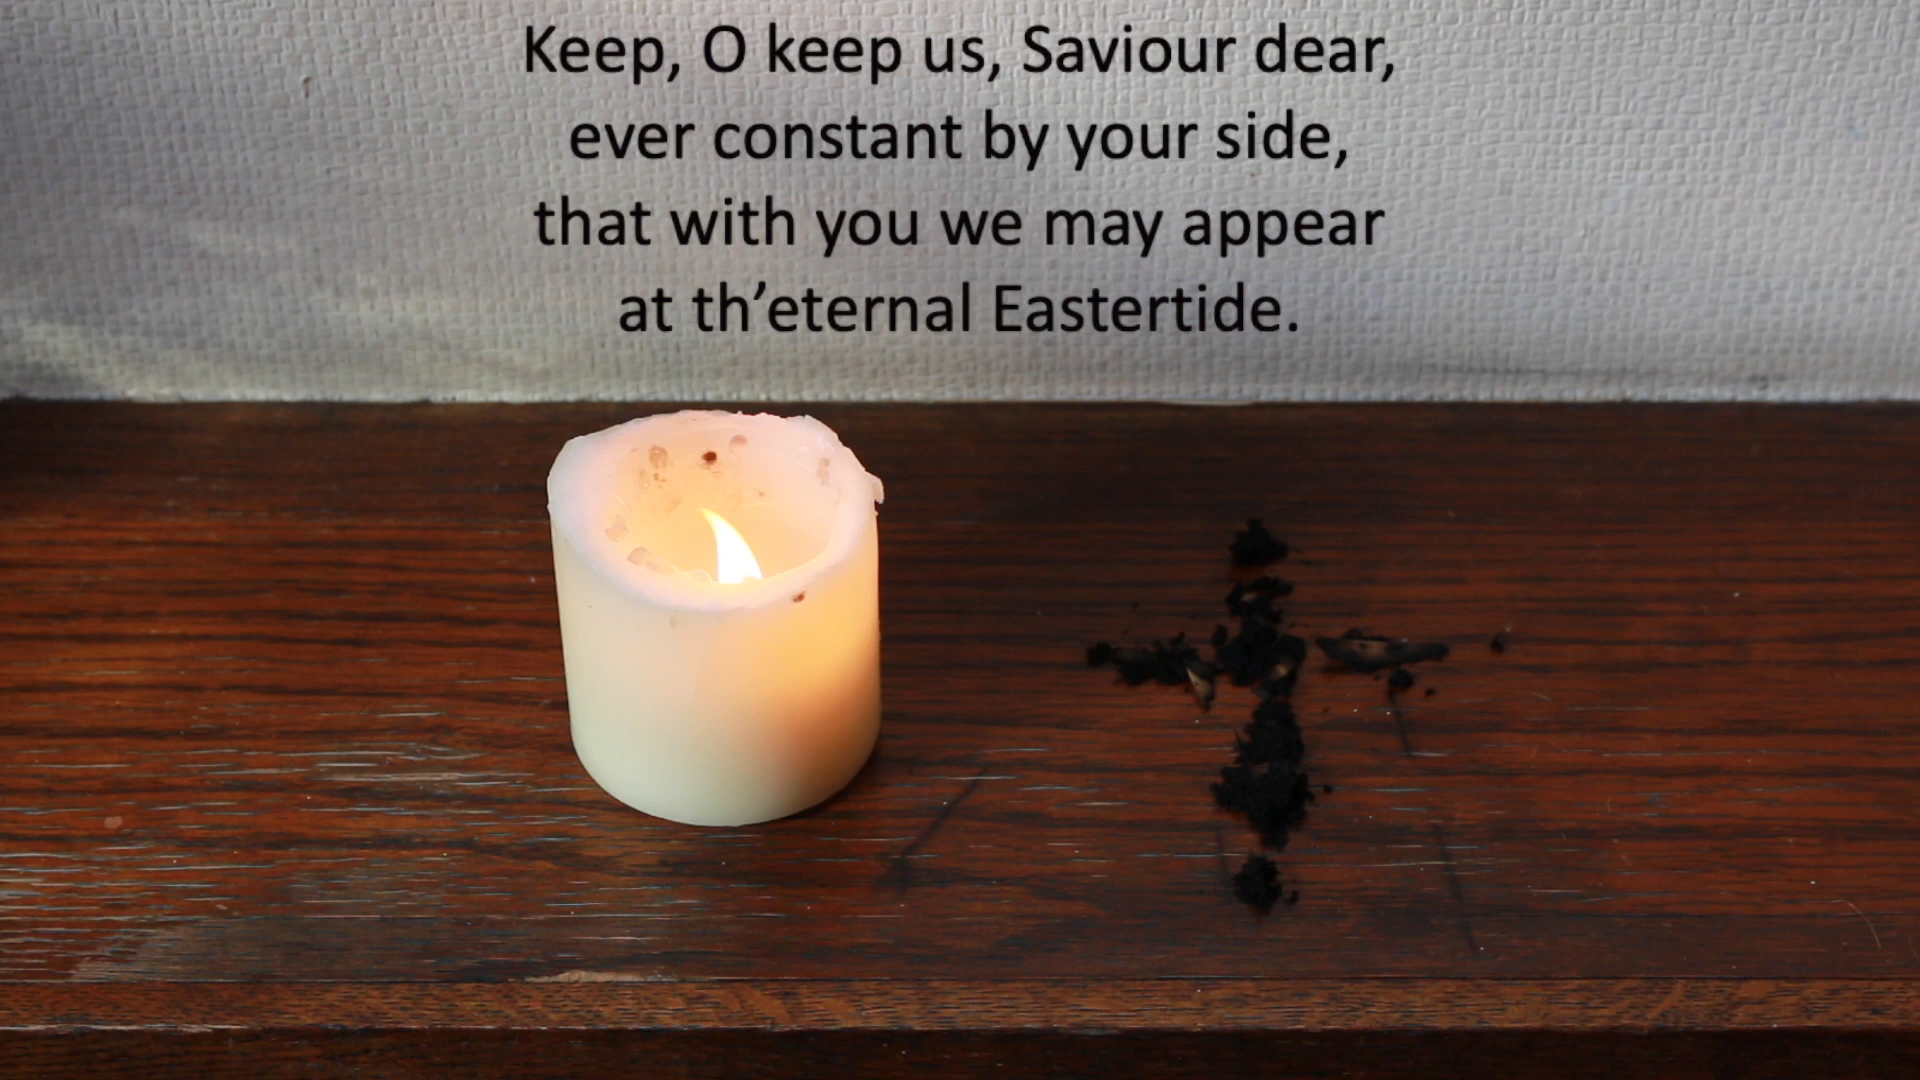 Keep, O keep us, Saviour dear,
ever constant by your side,
that with you we may appear
at th’eternal Eastertide.